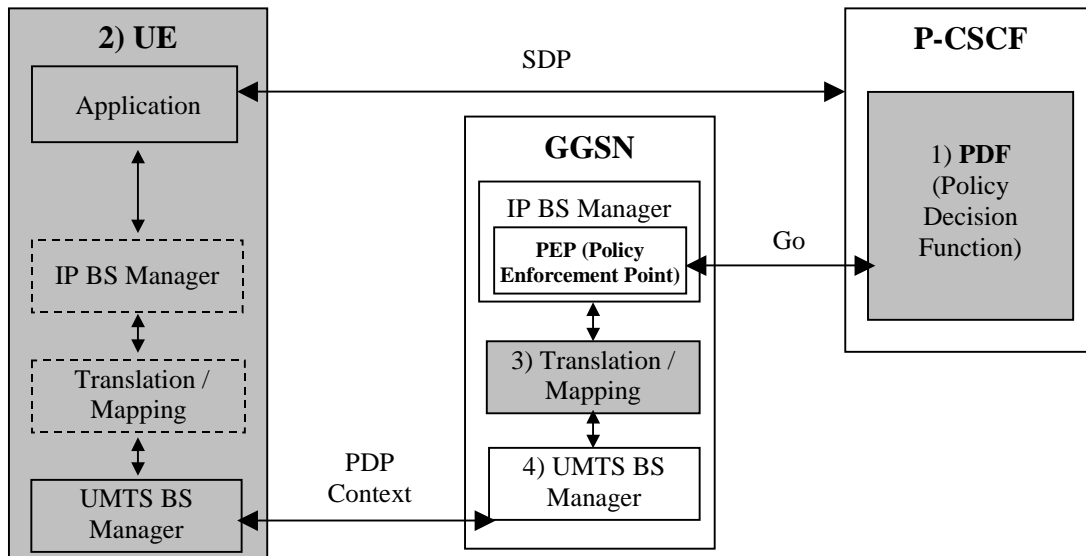 2) UE
Application
IP BS Manager
Translation /
Mapping
UMTS BS
Manager
SDP
PDP
Context
GGSN
IP BS Manager
PEP (Policy
Enforcement Point)
3) Translation /
Mapping
4) UMTS BS
Manager
Go
P-CSCF
1) PDF
(Policy
Decision
Function)